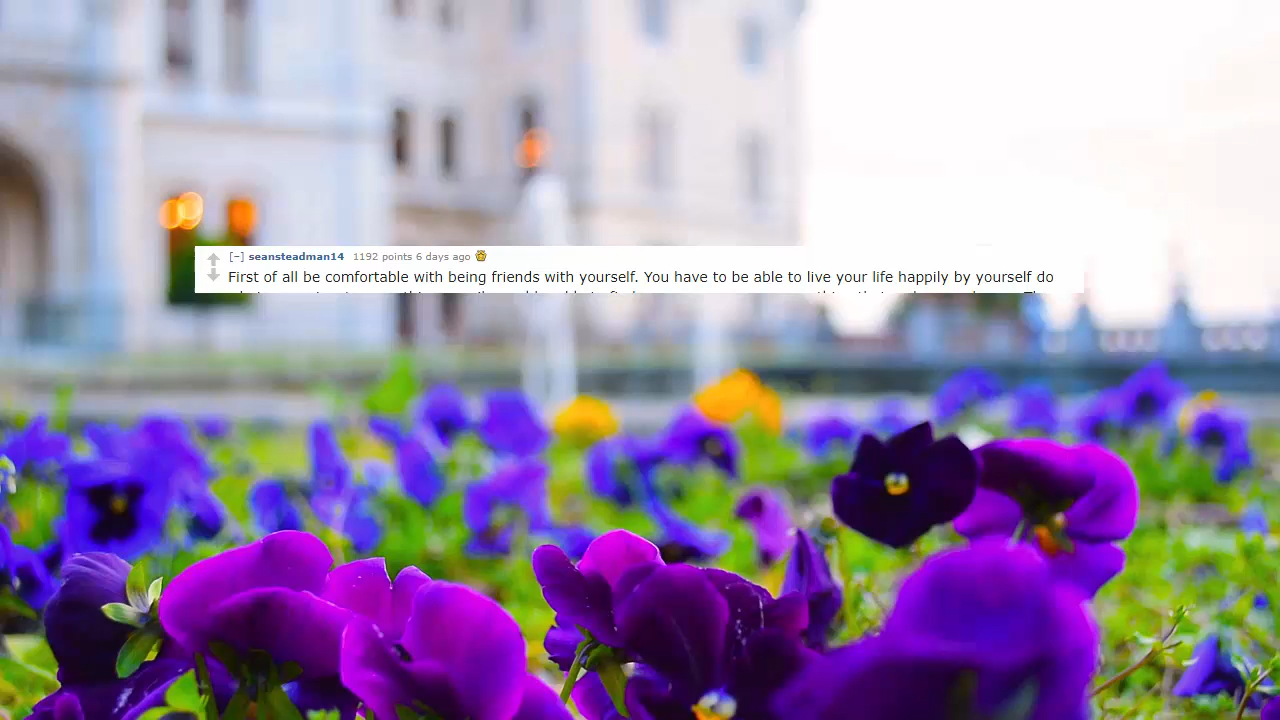 [–] seansteadman14 1192 points 6 days ago
First of all be comfortable with being friends with yourself. You have to be able to live your life happily by yourself do